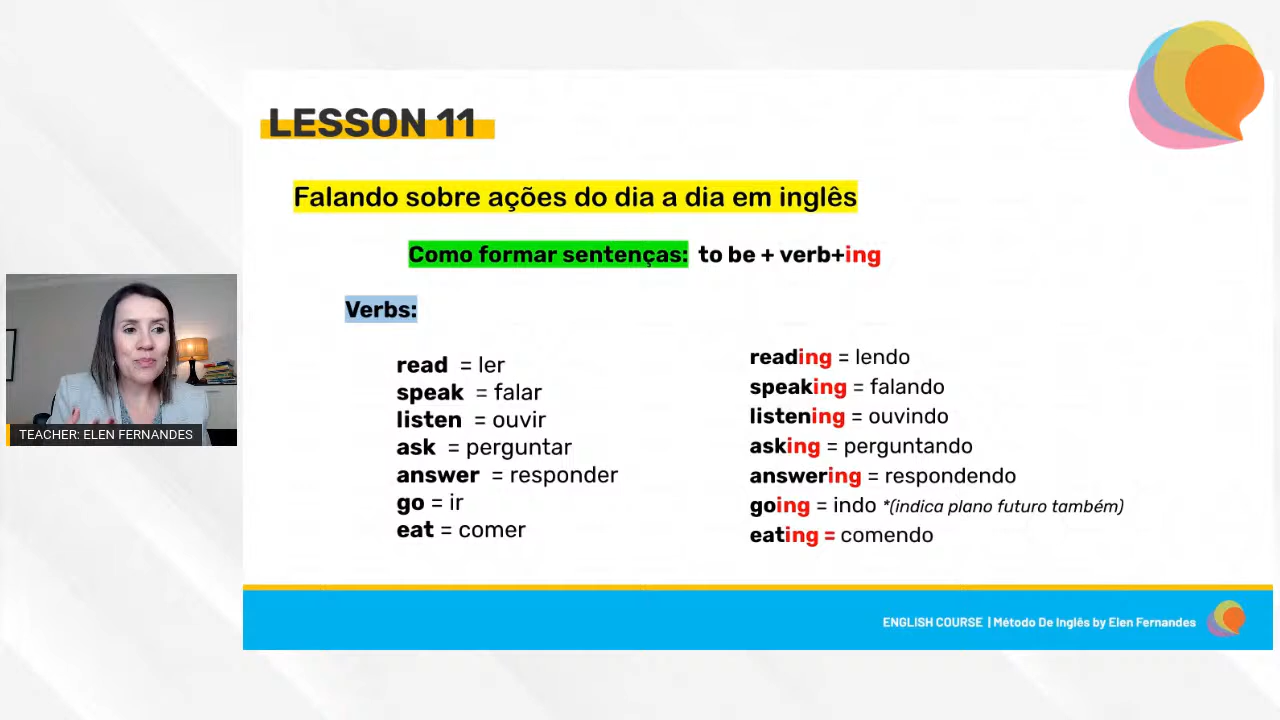 LESSON 11
Falando sobre ações do dia a dia em inglês
Como formar sentenças: to be + verb+ing
Verbs:
read = ler
speak = falar
listen = ouvir
ask = perguntar
answer = responder
go = ir
eat = comer
reading = lendo
speaking = falando
listening = ouvindo
asking = perguntando
answering = respondendo
going = indo *(indica plano futuro também)
eating = comendo
TEACHER: ELEN FERNANDES
ENGLISH COURSE | Método De Inglês by Elen Fernandes